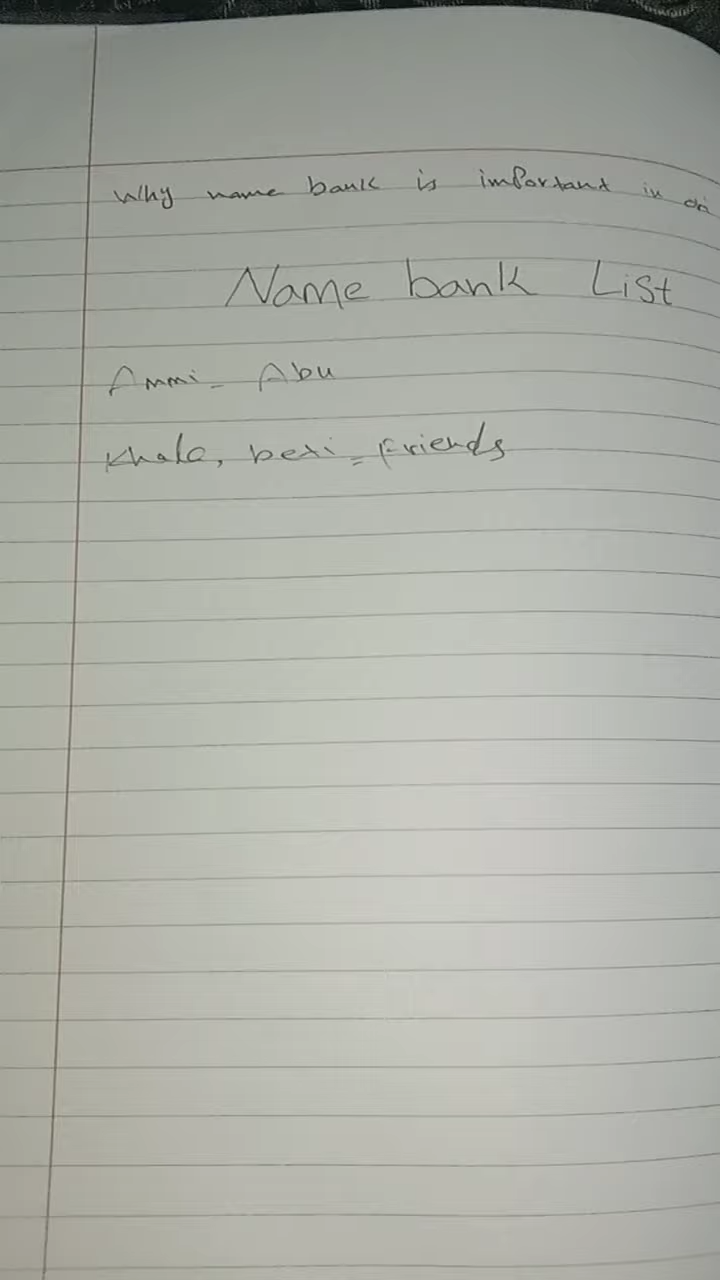 Why name bank is important in
Name bank List
Ammi - Abu
Khala, beti = Friends